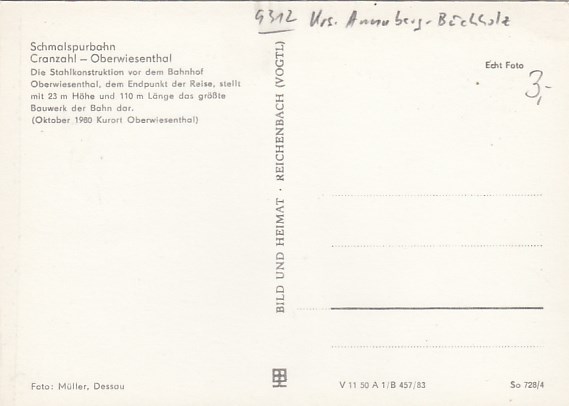 9312 Krs. Annaberg-Buchholz
Schmalspurbahn
Cranzahl – Oberwiesenthal
Die Stahlkonstruktion vor dem Bahnhof
Oberwiesenthal, dem Endpunkt der Reise, stellt
mit 23 m Höhe und 110 m Länge das größte
Bauwerk der Bahn dar.
(Oktober 1980 Kurort Oberwiesenthal)
BILD UND HEIMAT · REICHENBACH (VOGTL)
Echt Foto
3,-
Foto: Müller, Dessau
V 11 50 A 1/B 457/83
So 728/4